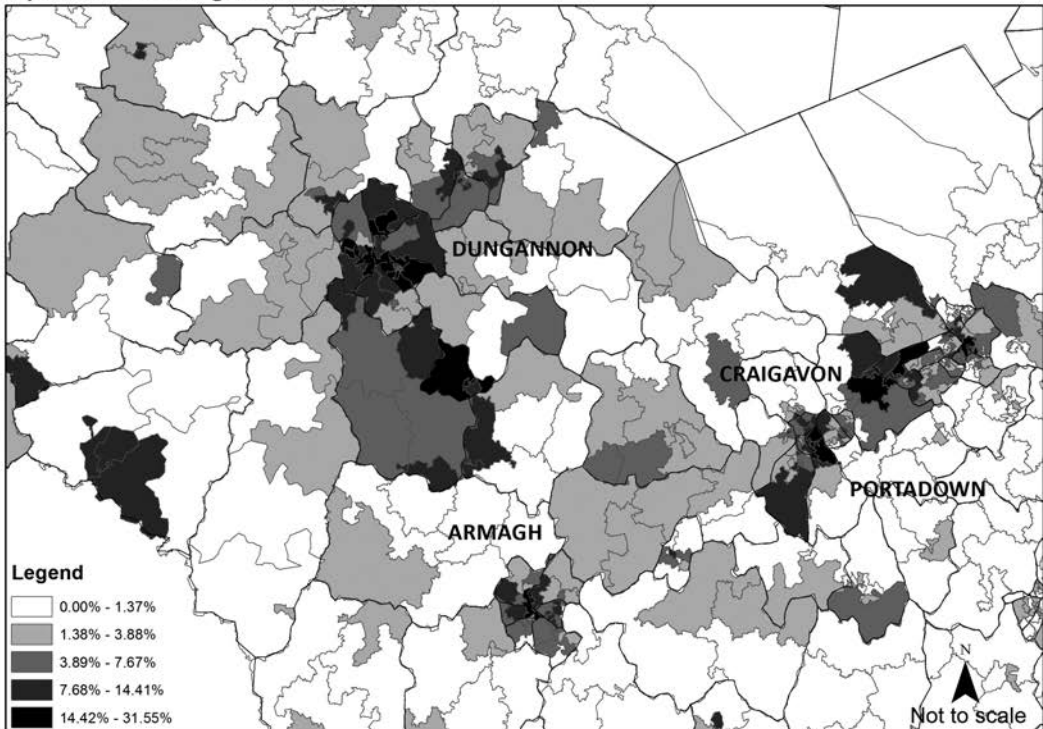 DUNGANNON
CRAIGAVON
PORTADOWN
ARMAGH
Legend
0.00% - 1.37%
1.38% - 3.88%
3.89% - 7.67%
7.68% - 14.41%
14.42% - 31.55%
N
Not to scale